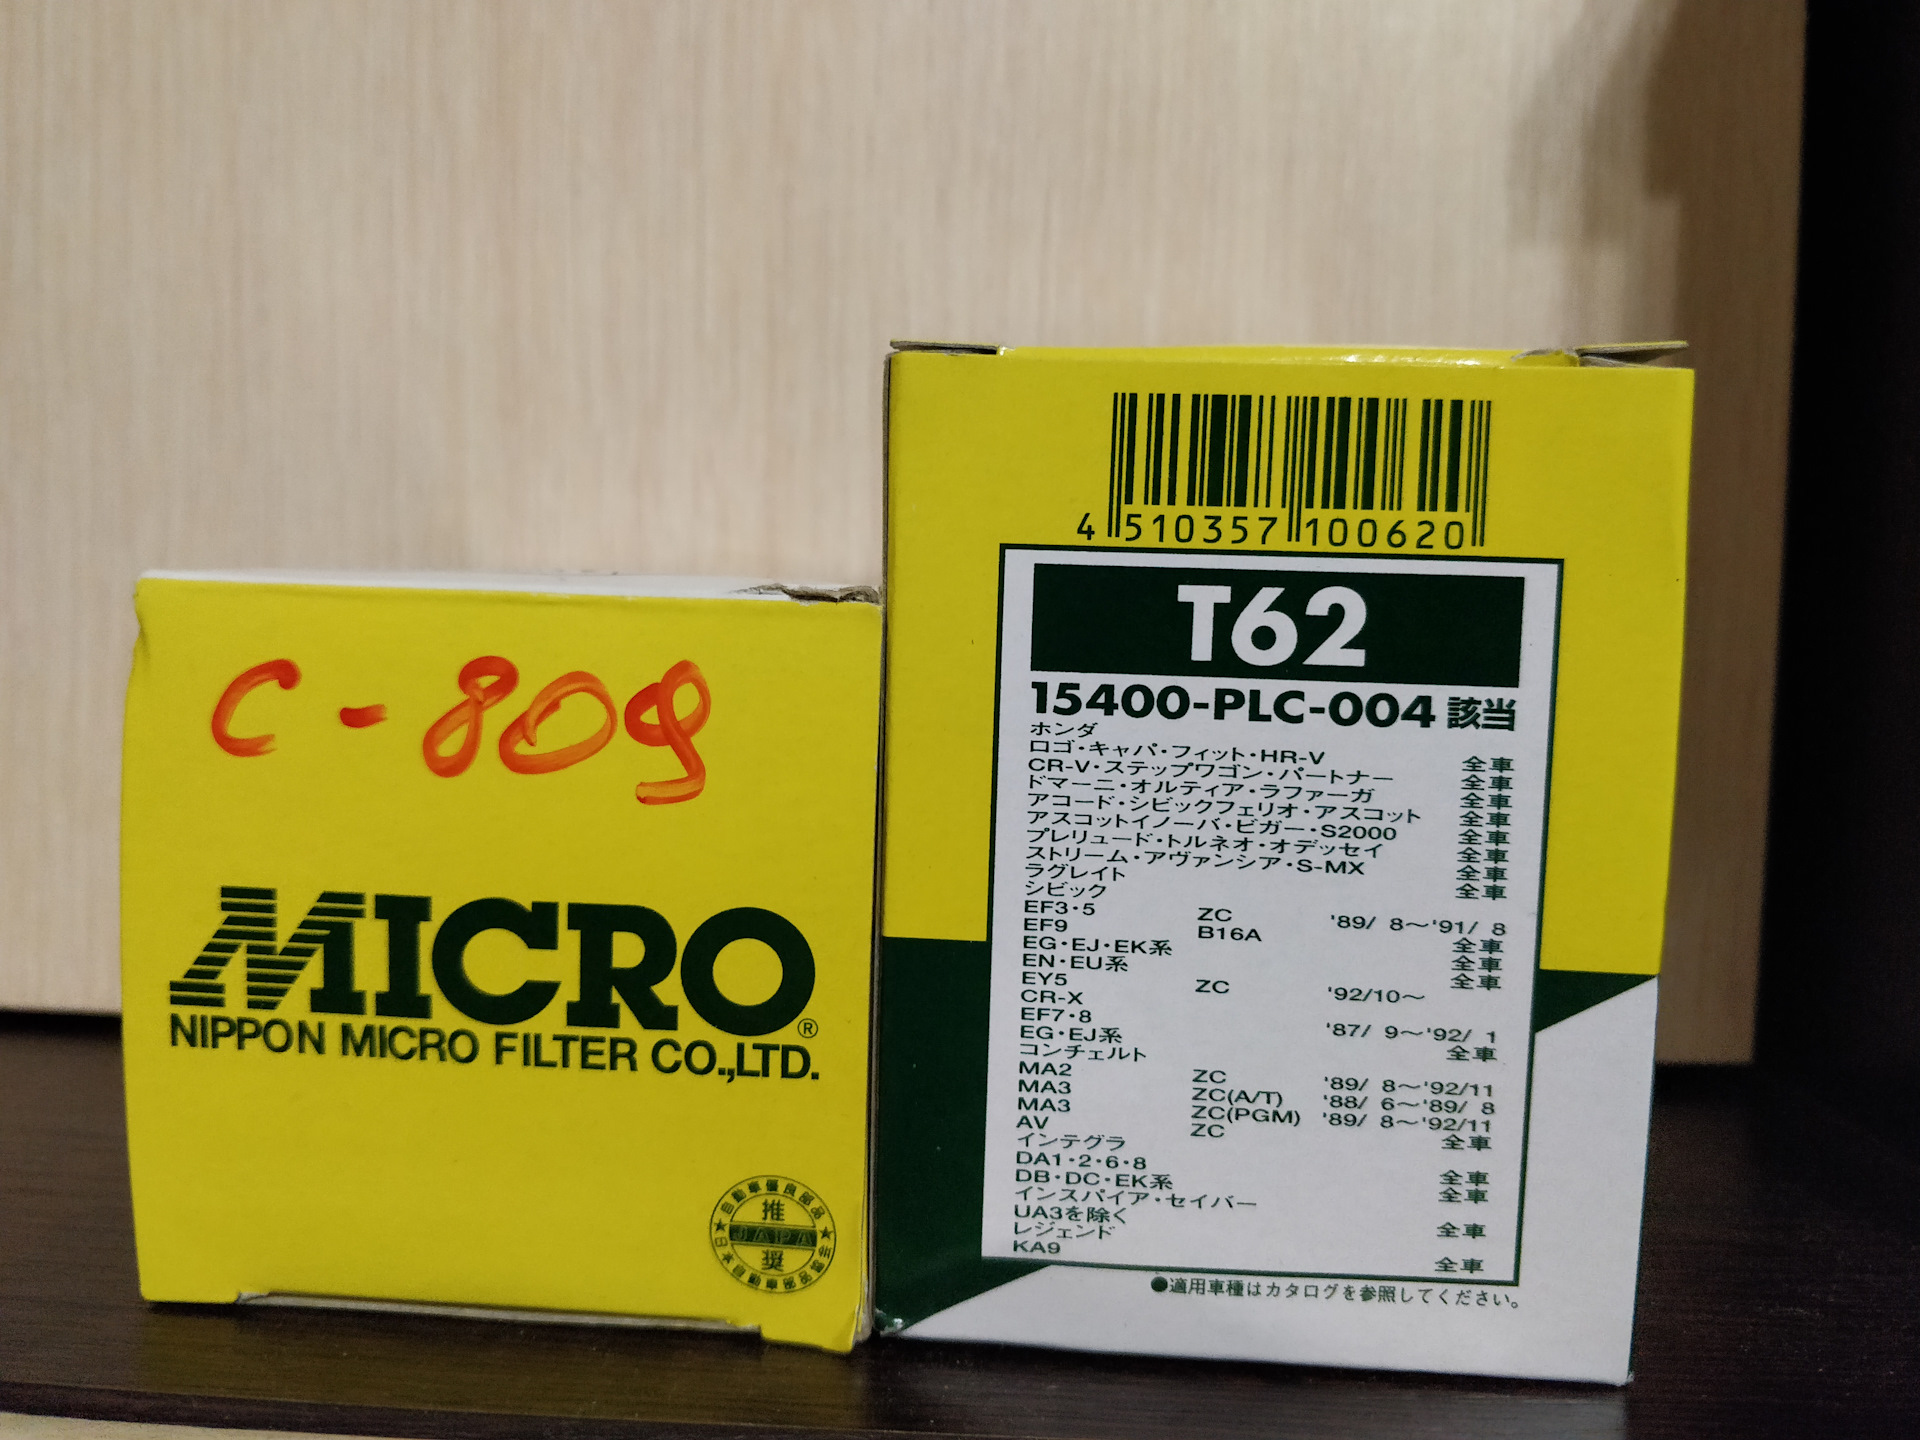 C-809
MICRO®
NIPPON MICRO FILTER CO.,LTD.
推
JAPA
奨
4 510357 100620
T62
15400-PLC-004 該当
ホンダ
ロゴ・キャパ・フィット・HR-V 全車
CR-V・ステップワゴン・パートナー 全車
ドマーニ・オルティア・ラファーガ 全車
アコード・シビックフェリオ・アスコット 全車
アスコットイノーバ・ビガー・S2000 全車
プレリュード・トルネオ・オデッセイ 全車
ストリーム・アヴァンシア・S-MX 全車
ラグレイト 全車
シビック
EF3・5 ZC '89/ 8〜'91/ 8
EF9 B16A 全車
EG・EJ・EK系 全車
EN・EU系 全車
EY5 ZC '92/10〜
CR-X
EF7・8 '87/ 9〜'92/ 1
EG・EJ系 全車
コンチェルト
MA2 ZC '89/ 8〜'92/11
MA3 ZC(A/T) '88/ 6〜'89/ 8
MA3 ZC(PGM) '89/ 8〜'92/11
AV ZC 全車
インテグラ
DA1・2・6・8 全車
DB・DC・EK系 全車
インスパイア・セイバー
UA3を除く 全車
レジェンド
KA9 全車
●適用車種はカタログを参照してください。